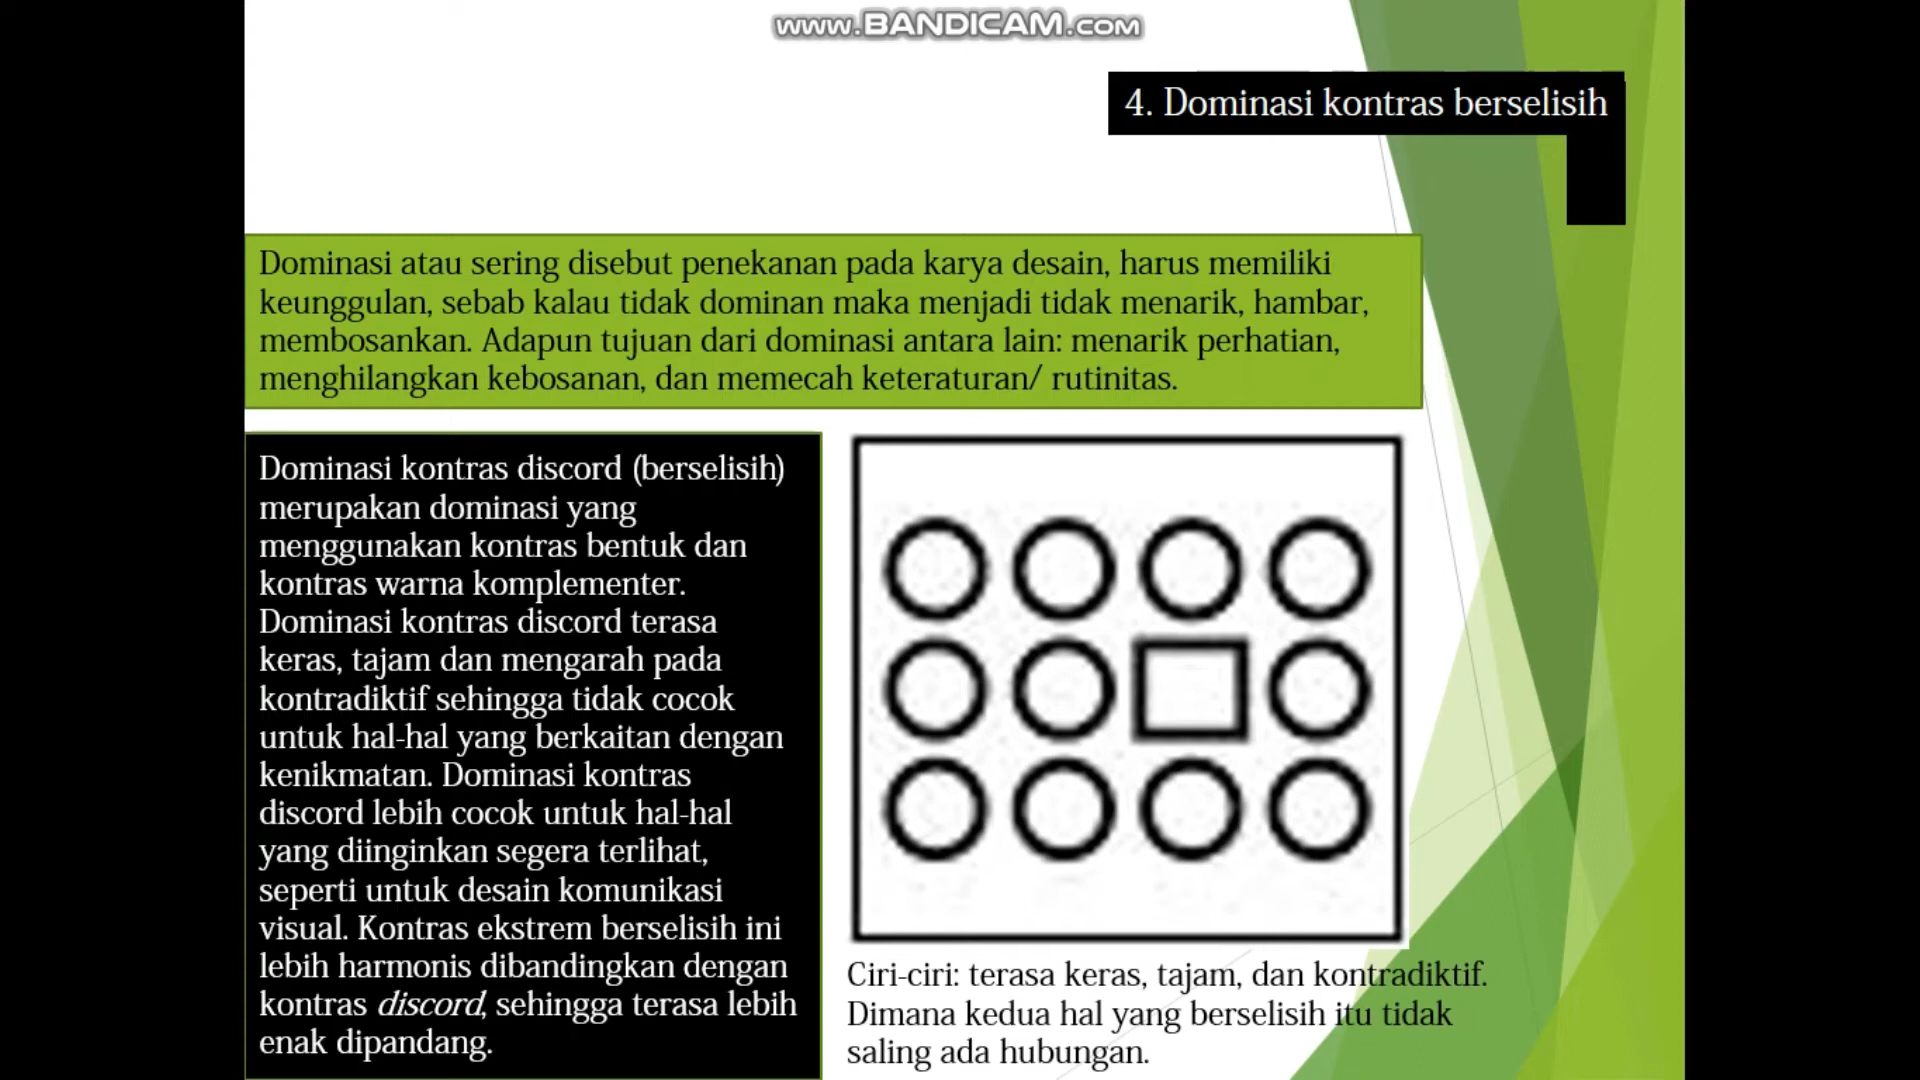 www.BANDICAM.com
4. Dominasi kontras berselisih
Dominasi atau sering disebut penekanan pada karya desain, harus memiliki
keunggulan, sebab kalau tidak dominan maka menjadi tidak menarik, hambar,
membosankan. Adapun tujuan dari dominasi antara lain: menarik perhatian,
menghilangkan kebosanan, dan memecah keteraturan/ rutinitas.
Dominasi kontras discord (berselisih)
merupakan dominasi yang
menggunakan kontras bentuk dan
kontras warna komplementer.
Dominasi kontras discord terasa
keras, tajam dan mengarah pada
kontradiktif sehingga tidak cocok
untuk hal-hal yang berkaitan dengan
kenikmatan. Dominasi kontras
discord lebih cocok untuk hal-hal
yang diinginkan segera terlihat,
seperti untuk desain komunikasi
visual. Kontras ekstrem berselisih ini
lebih harmonis dibandingkan dengan
kontras discord, sehingga terasa lebih
enak dipandang.
Ciri-ciri: terasa keras, tajam, dan kontradiktif.
Dimana kedua hal yang berselisih itu tidak
saling ada hubungan.